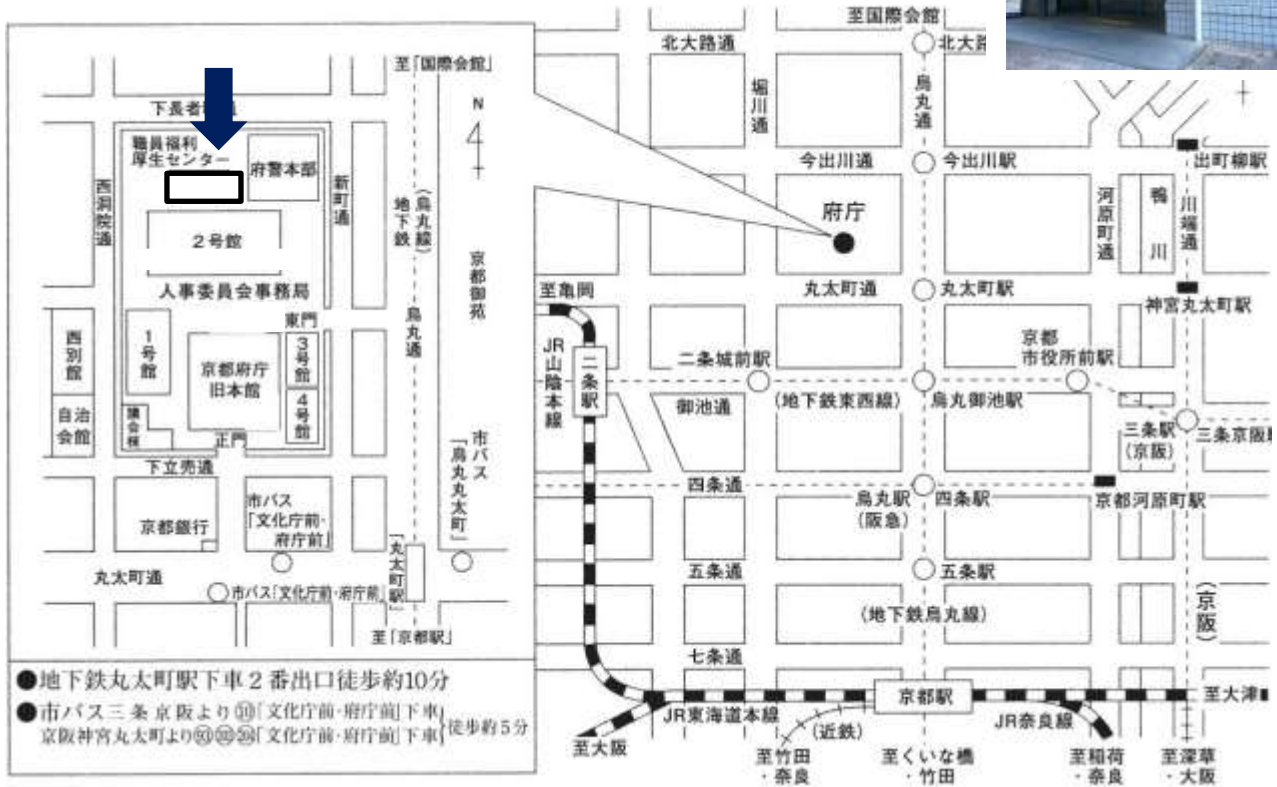 至「国際会館」
下長者
職員福利
厚生センター
府警本部
西洞院通
新町通
地下鉄
(烏丸線)
烏丸通
京都御苑
N
2号館
人事委員会事務局
東門
西別館
1号館
京都府庁
旧本館
3号館
4号館
自治
会館
議会棟
正門
下立売通
市バス
「烏丸丸太町」
京都銀行
市バス
「文化庁前・
府庁前」
「丸太町駅」
丸太町通
市バス「文化庁前・府庁前」
至「京都駅」
●地下鉄丸太町駅下車2番出口徒歩約10分
●市バス三条京阪より
「文化庁前・府庁前」下車
京阪神宮丸太町より
「文化庁前・府庁前」下車
徒歩約5分
至国際会館
北大路通
北大
堀川通
烏丸通
今出川通
今出川駅
出町柳駅
府庁
河原町通
鴨川
川端通
至亀岡
丸太町通
丸太町駅
神宮丸太町駅
JR山陰本線
二条駅
二条城前駅
京都
市役所前駅
御池通
(地下鉄東西線)
烏丸御池駅
三条駅
(京阪)
三条京阪
四条通
烏丸駅
(阪急)
四条駅
京都河原町駅
五条通
五条駅
(地下鉄烏丸線)
(京阪)
七条通
京都駅
至大津
JR東海道本線
JR奈良線
(近鉄)
至大阪
至竹田
・奈良
至くいな橋
・竹田
至稲荷
・奈良
至深草
・大阪